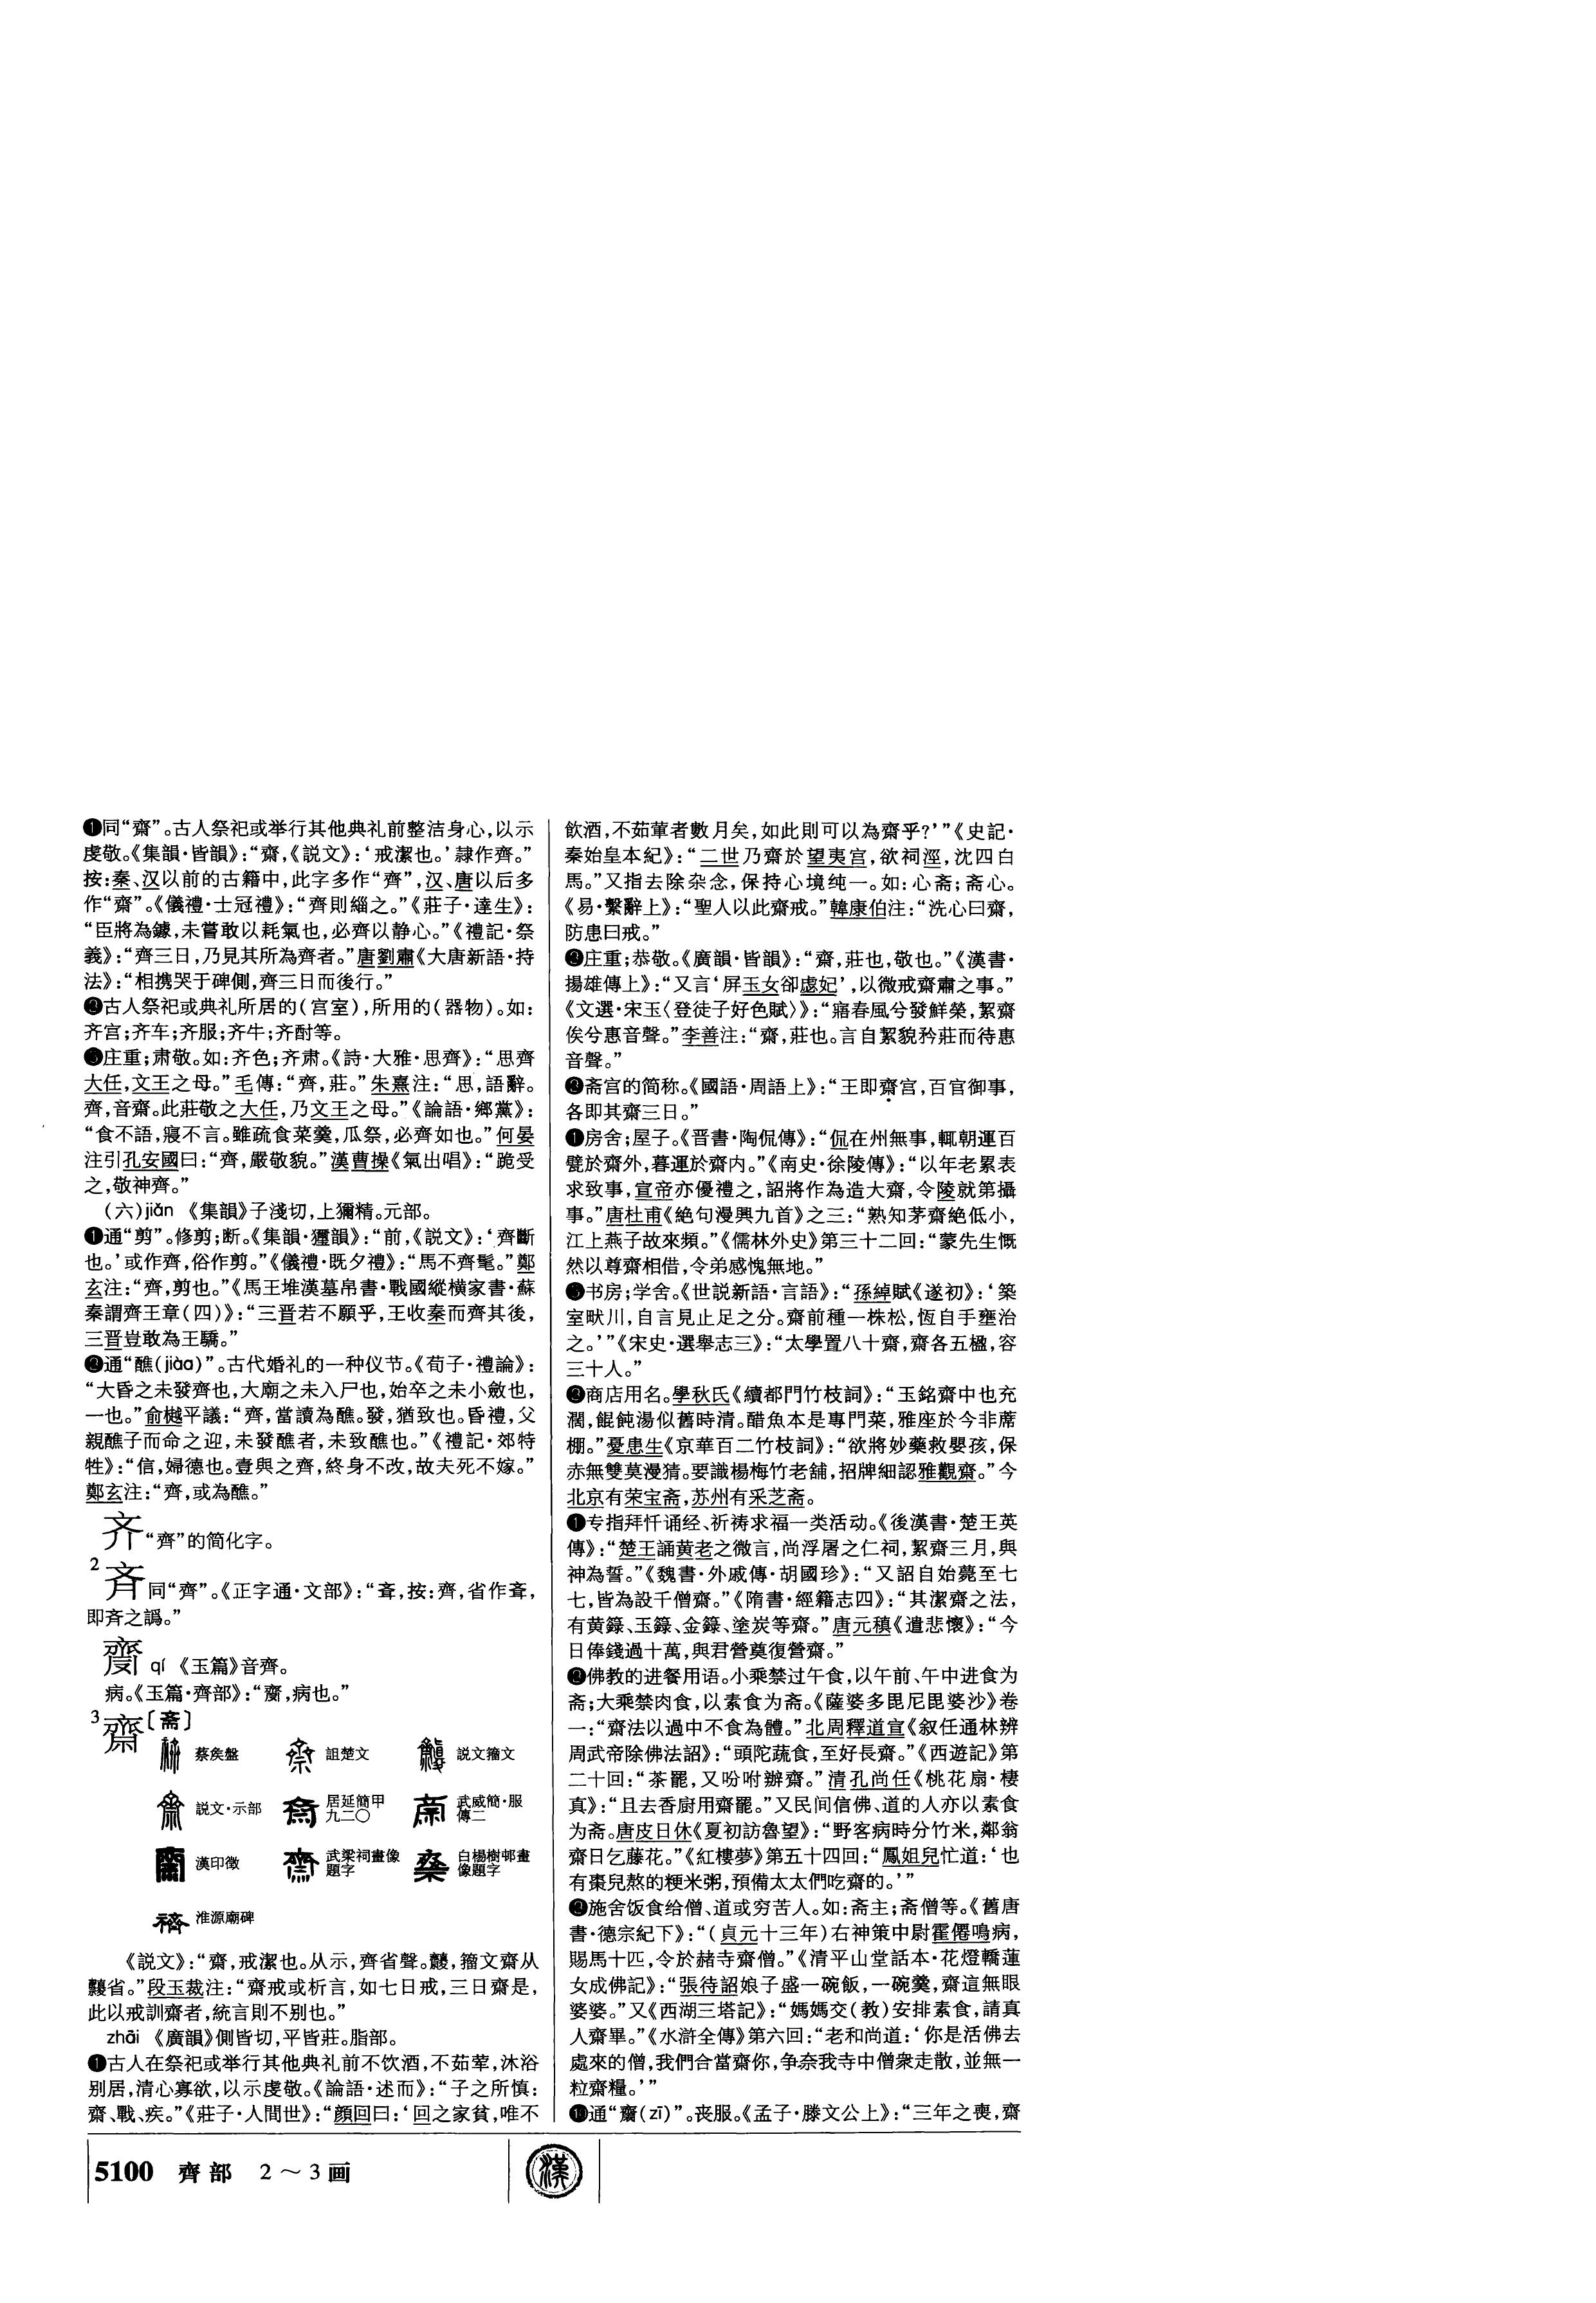 ❶同“齋”。古人祭祀或举行其他典礼前整洁身心，以示
虔敬。《集韻·皆韻》：“齋，《説文》：‘戒潔也。’隷作齊。”
按：秦、汉以前的古籍中，此字多作“齊”，汉、唐以后多
作“齋”。《儀禮·士冠禮》：“齊則緇之。”《莊子·達生》：
“臣將為鐻，未嘗敢以耗氣也，必齊以静心。”《禮記·祭
義》：“齊三日，乃見其所為齊者。”唐劉肅《大唐新語·持
法》：“相携哭于碑側，齊三日而後行。”
❷古人祭祀或典礼所居的(宫室)，所用的(器物)。如：
齐宫；齐车；齐服；齐牛；齐酎等。
❸庄重；肃敬。如：齐色；齐肃。《詩·大雅·思齊》：“思齊
大任，文王之母。”毛傳：“齊，莊。”朱熹注：“思，語辭。
齊，音齋。此莊敬之大任，乃文王之母。”《論語·鄉黨》：
“食不語，寢不言。雖疏食菜羹，瓜祭，必齊如也。”何晏
注引孔安國曰：“齊，嚴敬貌。”漢曹操《氣出唱》：“跪受
之，敬神齊。”
(六)jiǎn 《集韻》子淺切，上獮精。元部。
❶通“剪”。修剪；断。《集韻·獮韻》：“前，《説文》：‘齊斷
也。’或作齊，俗作剪。”《儀禮·既夕禮》：“馬不齊髦。”鄭
玄注：“齊，剪也。”《馬王堆漢墓帛書·戰國縱横家書·蘇
秦謂齊王章(四)》：“三晋若不願乎，王收秦而齊其後，
三晋豈敢為王驕。”
❷通“醮(jiào)”。古代婚礼的一种仪节。《荀子·禮論》：
“大昏之未發齊也，大廟之未入尸也，始卒之未小斂也，
一也。”俞樾平議：“齊，當讀為醮。發，猶致也。昏禮，父
親醮子而命之迎，未發醮者，未致醮也。”《禮記·郊特
牲》：“信，婦德也。壹與之齊，終身不改，故夫死不嫁。”
鄭玄注：“齊，或為醮。”
齐 “齊”的简化字。
2 斉 同“齊”。《正字通·文部》：“斊，按：齊，省作斊，
即斉之譌。”
qí 《玉篇》音齊。
病。《玉篇·齊部》：“，病也。”
3 齋〔斋〕
蔡矦盤 詛楚文 説文籀文
説文·示部 居延簡甲九二〇 武威簡·服傳二
漢印徵 武梁祠畫像題字 白楊樹邨畫像題字
淮源廟碑
《説文》：“齋，戒潔也。从示，齊省聲。，籀文齋从
省。”段玉裁注：“齋戒或析言，如七日戒，三日齋是，
此以戒訓齋者，統言則不别也。”
zhāi 《廣韻》側皆切，平皆莊。脂部。
❶古人在祭祀或举行其他典礼前不饮酒，不茹荤，沐浴
别居，清心寡欲，以示虔敬。《論語·述而》：“子之所慎：
齋、戰、疾。”《莊子·人間世》：“顔回曰：‘回之家貧，唯不
飲酒，不茹葷者數月矣，如此則可以為齋乎？’”《史記·
秦始皇本紀》：“二世乃齋於望夷宫，欲祠涇，沈四白
馬。”又指去除杂念，保持心境纯一。如：心斋；斋心。
《易·繫辭上》：“聖人以此齋戒。”韓康伯注：“洗心曰齋，
防患曰戒。”
❷庄重；恭敬。《廣韻·皆韻》：“齋，莊也，敬也。”《漢書·
揚雄傳上》：“又言‘屏玉女卻虙妃’，以微戒齋肅之事。”
《文選·宋玉〈登徒子好色賦〉》：“寤春風兮發鮮榮，絜齋
俟兮惠音聲。”李善注：“齋，莊也。言自絜貌矜莊而待惠
音聲。”
❸斋宫的简称。《國語·周語上》：“王即齋宫，百官御事，
各即其齋三日。”
❹房舍；屋子。《晋書·陶侃傳》：“侃在州無事，輒朝運百
甓於齋外，暮運於齋内。”《南史·徐陵傳》：“以年老累表
求致事，宣帝亦優禮之，詔將作為造大齋，令陵就第攝
事。”唐杜甫《絶句漫興九首》之三：“熟知茅齋絶低小，
江上燕子故來頻。”《儒林外史》第三十二回：“蒙先生慨
然以尊齋相借，令弟感愧無地。”
❺书房；学舍。《世説新語·言語》：“孫綽賦《遂初》：‘築
室畎川，自言見止足之分。齋前種一株松，恆自手壅治
之。’”《宋史·選舉志三》：“太學置八十齋，齋各五楹，容
三十人。”
❻商店用名。學秋氏《續都門竹枝詞》：“玉銘齋中也充
潤，餛飩湯似舊時清。醋魚本是專門菜，雅座於今非蓆
棚。”憂患生《京華百二竹枝詞》：“欲將妙藥救嬰孩，保
赤無雙莫漫猜。要識楊梅竹老舖，招牌細認雅觀齋。”今
北京有荣宝斋，苏州有采芝斋。
❼专指拜忏诵经、祈祷求福一类活动。《後漢書·楚王英
傳》：“楚王誦黄老之微言，尚浮屠之仁祠，絜齋三月，與
神為誓。”《魏書·外戚傳·胡國珍》：“又詔自始薨至七
七，皆為設千僧齋。”《隋書·經籍志四》：“其潔齋之法，
有黄籙、玉籙、金籙、塗炭等齋。”唐元稹《遣悲懷》：“今
日俸錢過十萬，與君營奠復營齋。”
❽佛教的进餐用语。小乘禁过午食，以午前、午中进食为
斋；大乘禁肉食，以素食为斋。《薩婆多毘尼毘婆沙》卷
一：“齋法以過中不食為體。”北周釋道宣《叙任通林辨
周武帝除佛法詔》：“頭陀蔬食，至好長齋。”《西遊記》第
二十回：“茶罷，又吩咐辦齋。”清孔尚任《桃花扇·棲
真》：“且去香厨用齋罷。”又民间信佛、道的人亦以素食
为斋。唐皮日休《夏初訪魯望》：“野客病時分竹米，鄰翁
齋日乞藤花。”《紅樓夢》第五十四回：“鳳姐兒忙道：‘也
有棗兒熬的粳米粥，預備太太們吃齋的。’”
❾施舍饭食给僧、道或穷苦人。如：斋主；斋僧等。《舊唐
書·德宗紀下》：“(貞元十三年)右神策中尉霍僊鳴病，
賜馬十匹，令於赭寺齋僧。”《清平山堂話本·花燈轎蓮
女成佛記》：“張待詔娘子盛一碗飯，一碗羹，齋這無眼
婆婆。”又《西湖三塔記》：“媽媽交(教)安排素食，請真
人齋畢。”《水滸全傳》第六回：“老和尚道：‘你是活佛去
處來的僧，我們合當齋你，争奈我寺中僧衆走散，並無一
粒齋糧。’”
❿通“齌(zī)”。丧服。《孟子·滕文公上》：“三年之喪，齋
5100 齊部 2～3画
漢